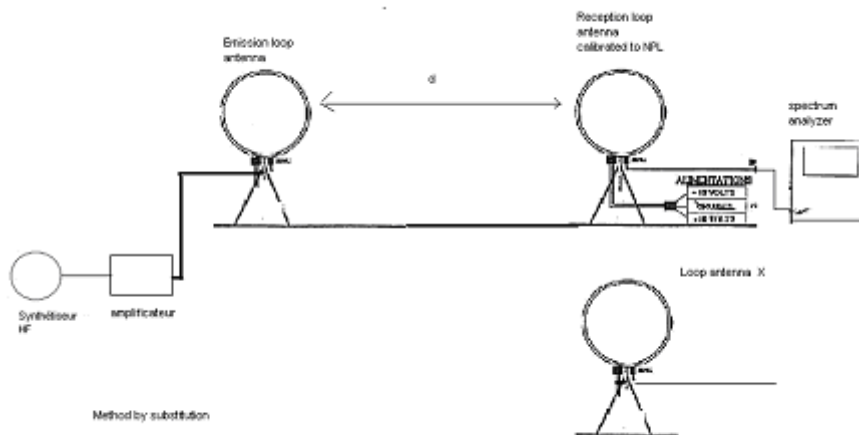 Emission loop
antenna
d
Reception loop
antenna
calibrated to NPL
spectrum
analyzer
ALIMENTATIONS
Loop antenna X
Synthétiseur
HF
amplificateur
Method by substitution